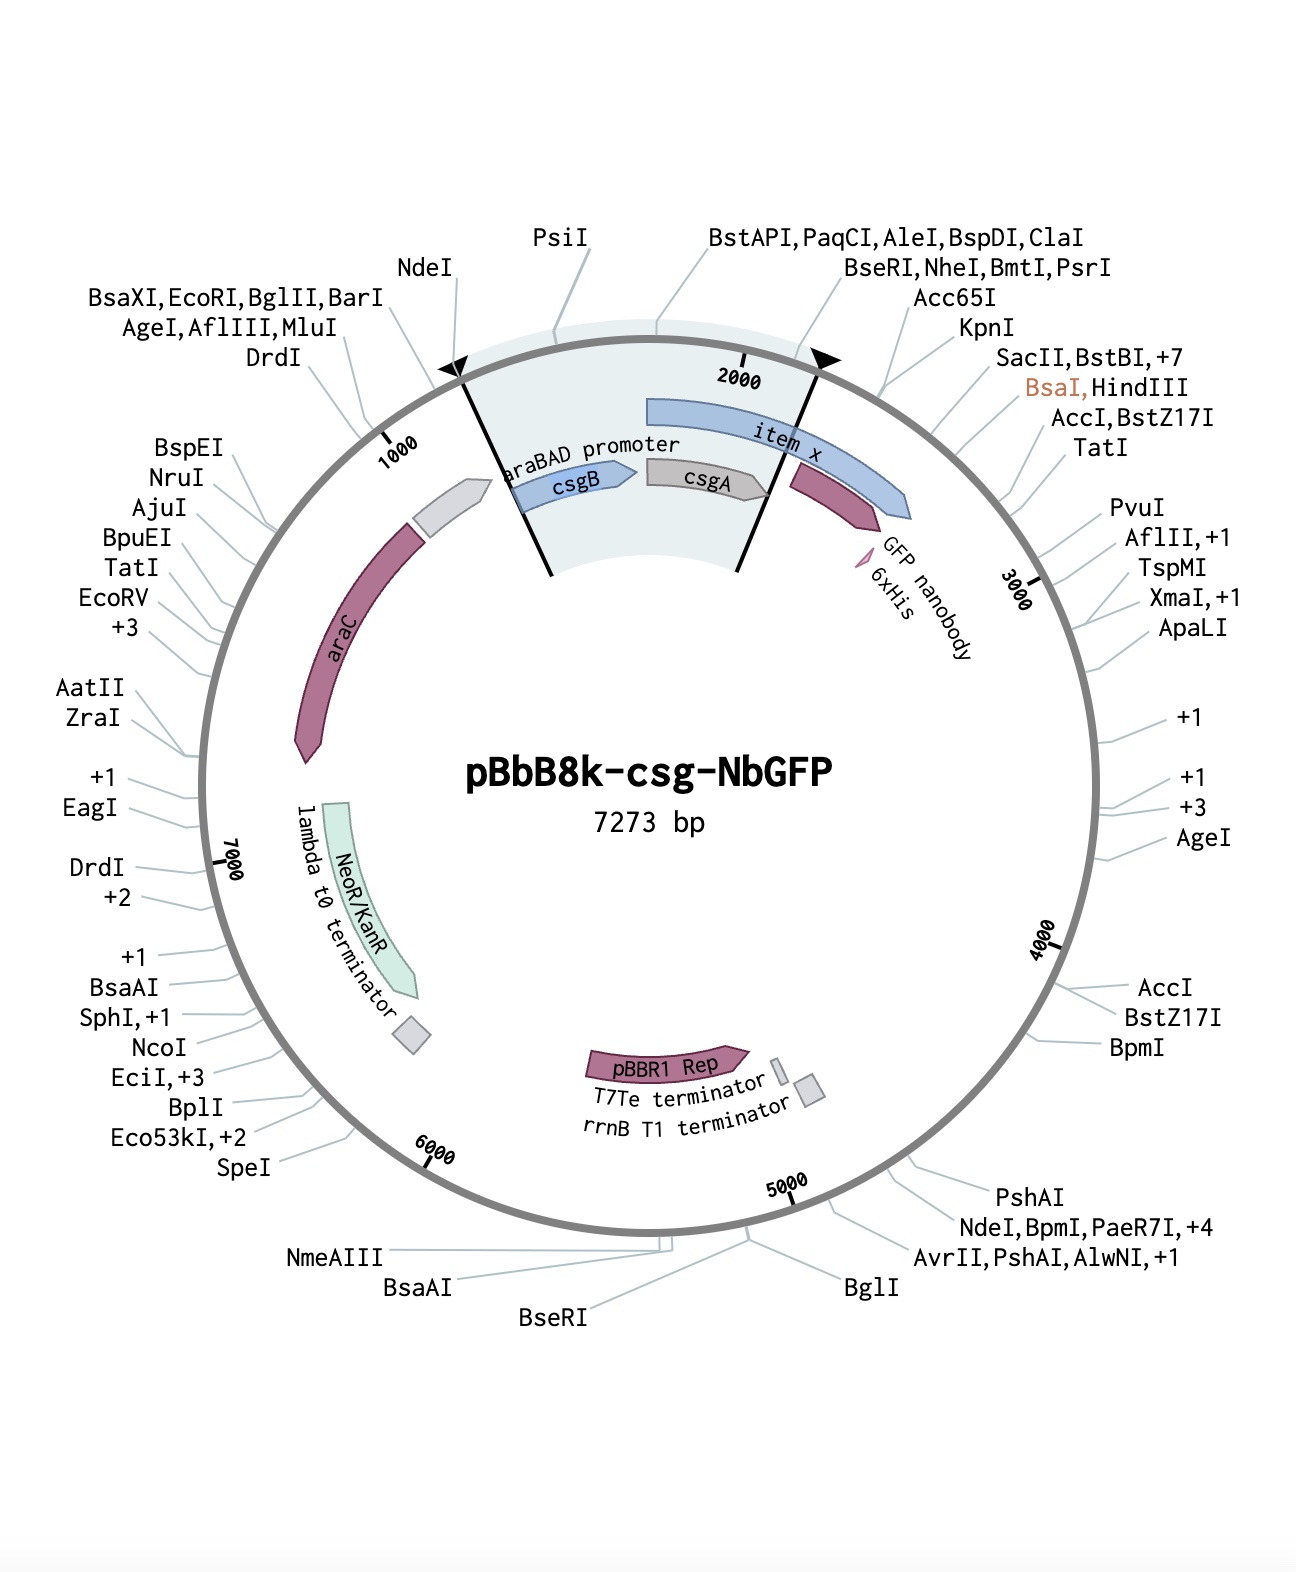 PsiI
BstAPI,PaqCI,AleI,BspDI,ClaI
NdeI
BseRI,NheI,BmtI,PsrI
BsaXI,EcoRI,BglII,BarI
Acc65I
AgeI,AflIII,MluI
KpnI
DrdI
SacII,BstBI,+7
BsaI,HindIII
AccI,BstZ17I
TatI
BspEI
NruI
AjuI
BpuEI
TatI
EcoRV
+3
PvuI
AflII,+1
TspMI
XmaI,+1
ApaLI
AatII
ZraI
+1
EagI
DrdI
+2
+1
+1
+3
AgeI
+1
BsaAI
SphI,+1
NcoI
EciI,+3
BplI
Eco53kI,+2
SpeI
AccI
BstZ17I
BpmI
PshAI
NdeI,BpmI,PaeR7I,+4
AvrII,PshAI,AlwNI,+1
BglI
NmeAIII
BsaAI
BseRI
1000
2000
3000
4000
5000
6000
7000
araBAD promoter
csgB
csgA
item x
GFP nanobody
6xHis
araC
pBbB8k-csg-NbGFP
7273 bp
lambda t0 terminator
NeoR/KanR
pBBR1 Rep
T7Te terminator
rrnB T1 terminator